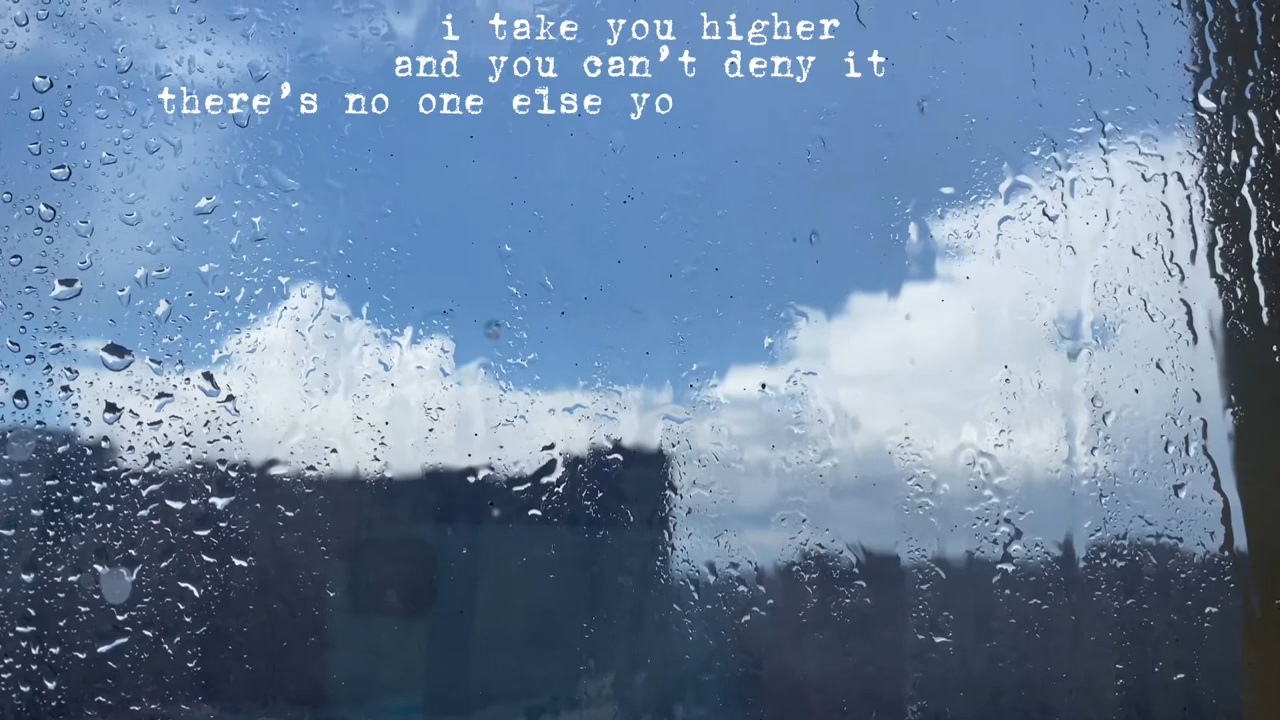 i take you higher
and you can't deny it
there's no one else yo